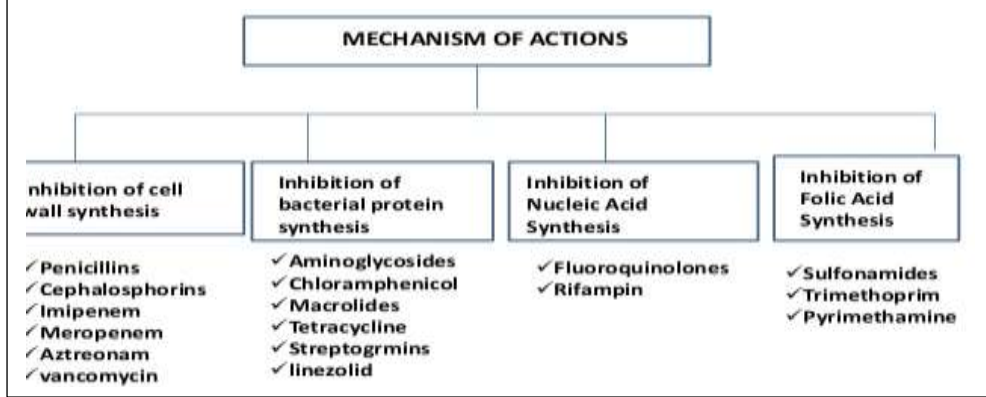 MECHANISM OF ACTIONS
nhibition of cell
wall synthesis
✓Penicillins
✓Cephalosphorins
✓Imipenem
✓Meropenem
✓Aztreonam
✓vancomycin
Inhibition of
bacterial protein
synthesis
✓Aminoglycosides
✓Chloramphenicol
✓Macrolides
✓Tetracycline
✓Streptogrmins
✓linezolid
Inhibition of
Nucleic Acid
Synthesis
✓Fluoroquinolones
✓Rifampin
Inhibition of
Folic Acid
Synthesis
✓Sulfonamides
✓Trimethoprim
✓Pyrimethamine